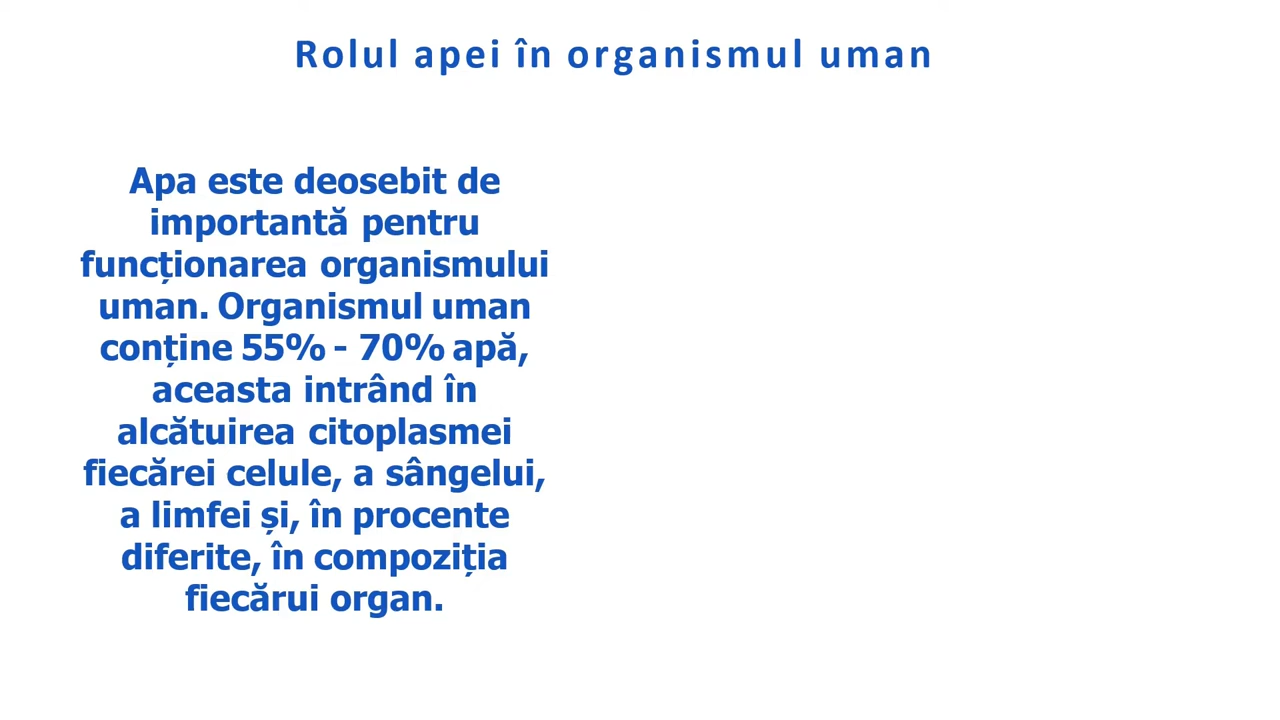 Rolul apei în organismul uman
Apa este deosebit de
importantă pentru
funcționarea organismului
uman. Organismul uman
conține 55% - 70% apă,
aceasta intrând în
alcătuirea citoplasmei
fiecărei celule, a sângelui,
a limfei și, în procente
diferite, în compoziția
fiecărui organ.